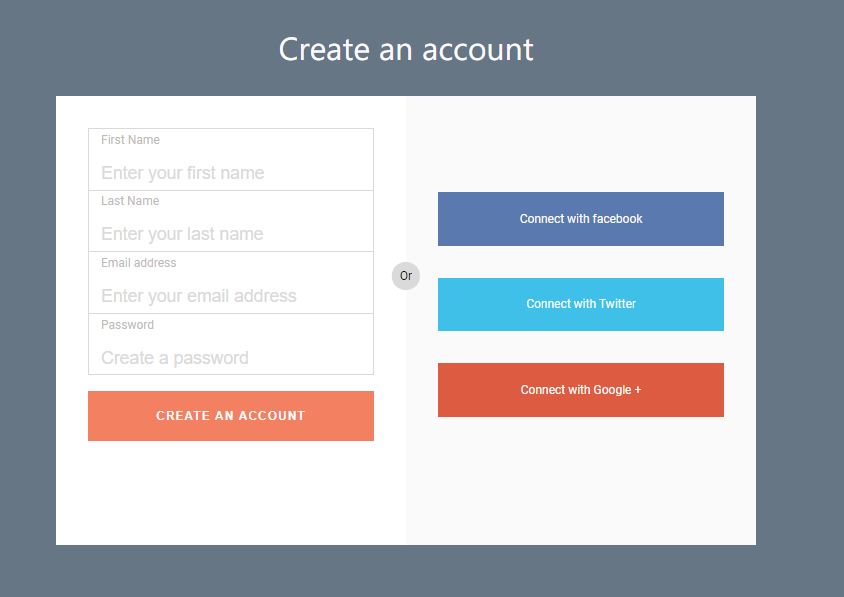 Create an account
First Name
Enter your first name
Last Name
Enter your last name
Email address
Enter your email address
Password
Create a password
CREATE AN ACCOUNT
Or
Connect with facebook
Connect with Twitter
Connect with Google +